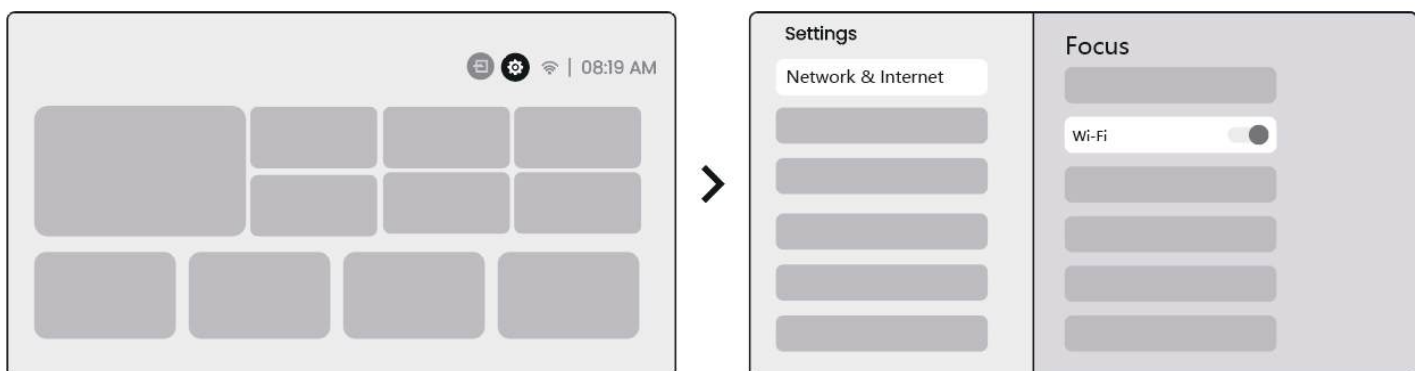 08:19 AM
Settings
Network & Internet
Focus
Wi-Fi